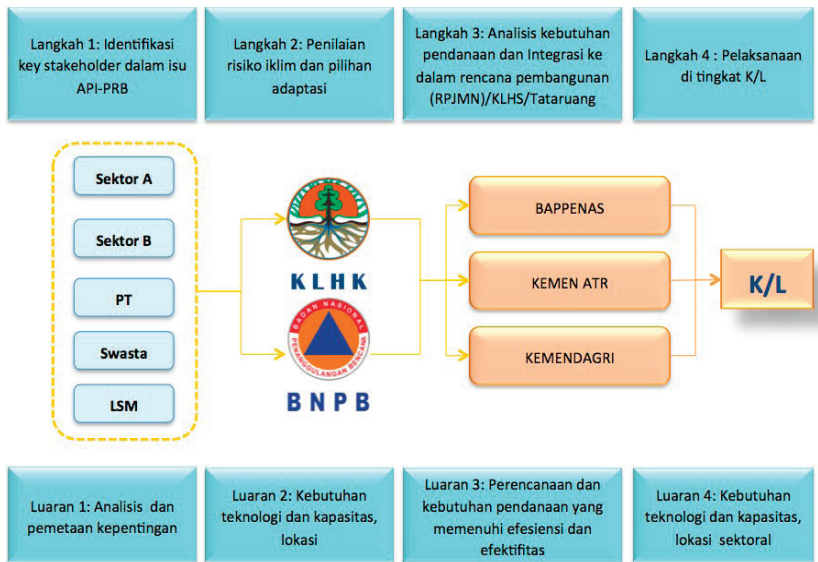 Langkah 1: Identifikasi
key stakeholder dalam isu
API-PRB
Langkah 2: Penilaian
risiko iklim dan pilihan
adaptasi
Langkah 3: Analisis kebutuhan
pendanaan dan Integrasi ke
dalam rencana pembangunan
(RPJMN)/KLHS/Tataruang
Langkah 4 : Pelaksanaan
di tingkat K/L
Sektor A
Sektor B
PT
Swasta
LSM
KLHK
BADAN NASIONAL
PENANGGULANGAN BENCANA
BNPB
BAPPENAS
KEMEN ATR
KEMENDAGRI
K/L
Luaran 1: Analisis dan
pemetaan kepentingan
Luaran 2: Kebutuhan
teknologi dan kapasitas,
lokasi
Luaran 3: Perencanaan dan
kebutuhan pendanaan yang
memenuhi efesiensi dan
efektifitas
Luaran 4: Kebutuhan
teknologi dan kapasitas,
lokasi sektoral